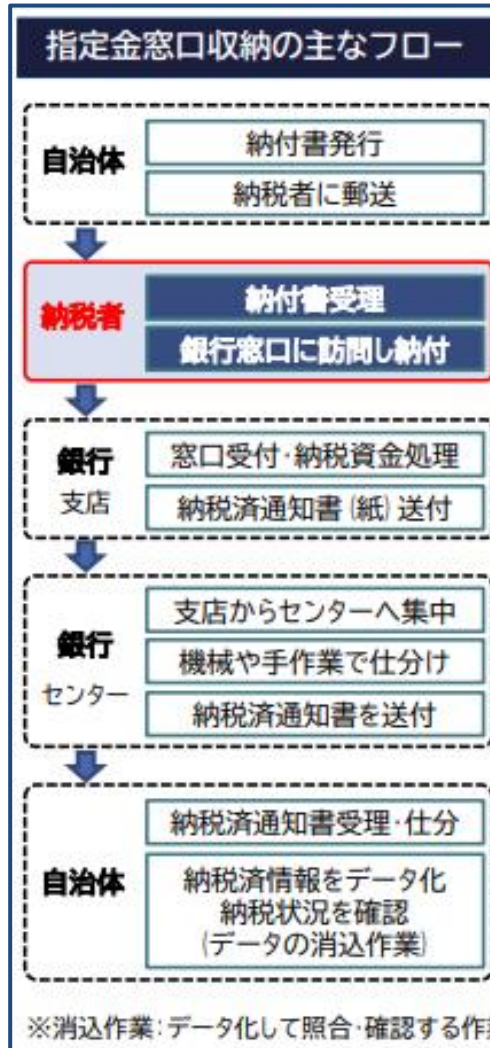 指定金窓口収納の主なフロー
自治体
納付書発行
納税者に郵送
納税者
納付書受理
銀行窓口に訪問し納付
銀行
支店
窓口受付・納税資金処理
納税済通知書(紙)送付
銀行
センター
支店からセンターへ集中
機械や手作業で仕分け
納税済通知書を送付
自治体
納税済通知書受理・仕分
納税済情報をデータ化
納税状況を確認
(データの消込作業)
※消込作業:データ化して照合・確認する作